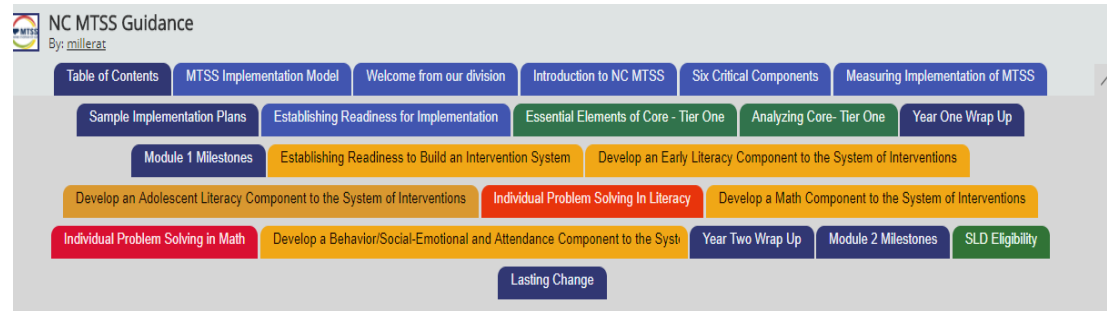 NC MTSS Guidance
By: millerat
MTSS
Table of Contents
MTSS Implementation Model
Welcome from our division
Introduction to NC MTSS
Six Critical Components
Measuring Implementation of MTSS
Sample Implementation Plans
Establishing Readiness for Implementation
Essential Elements of Core - Tier One
Analyzing Core- Tier One
Year One Wrap Up
Module 1 Milestones
Establishing Readiness to Build an Intervention System
Develop an Early Literacy Component to the System of Interventions
Develop an Adolescent Literacy Component to the System of Interventions
Individual Problem Solving In Literacy
Develop a Math Component to the System of Interventions
Individual Problem Solving in Math
Develop a Behavior/Social-Emotional and Attendance Component to the Syst
Year Two Wrap Up
Module 2 Milestones
SLD Eligibility
Lasting Change